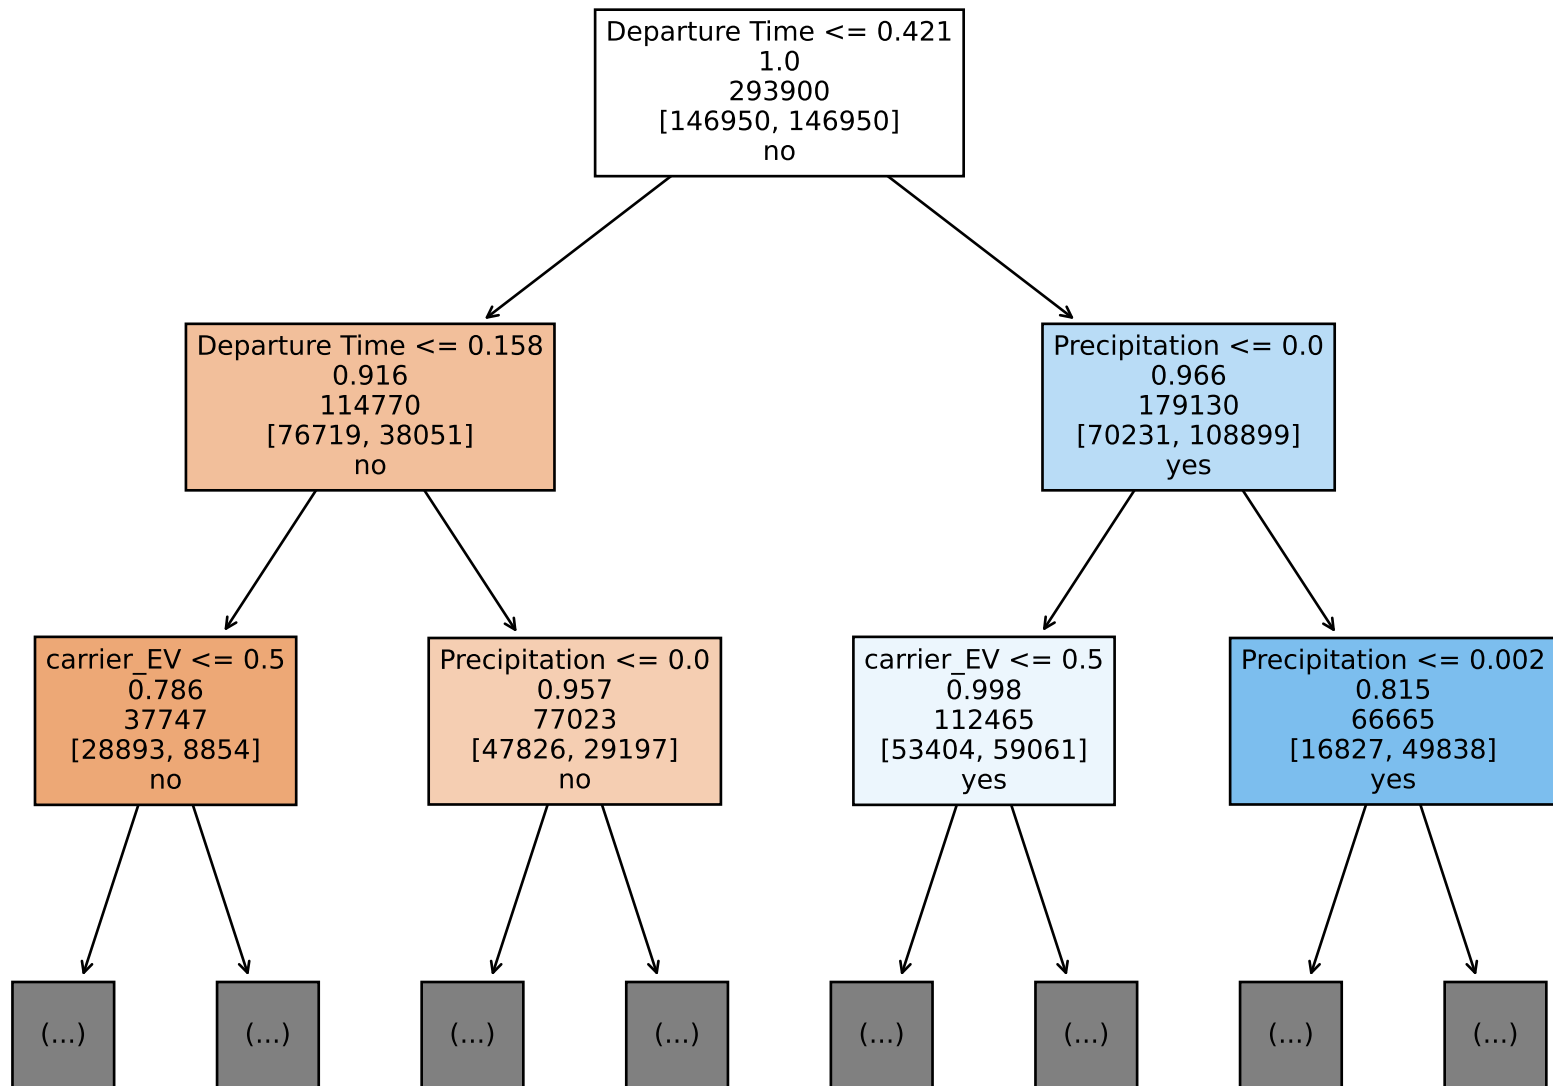 Departure Time <= 0.421
1.0
293900
[146950, 146950]
no
Departure Time <= 0.158
0.916
114770
[76719, 38051]
no
Precipitation <= 0.0
0.966
179130
[70231, 108899]
yes
carrier_EV <= 0.5
0.786
37747
[28893, 8854]
no
Precipitation <= 0.0
0.957
77023
[47826, 29197]
no
carrier_EV <= 0.5
0.998
112465
[53404, 59061]
yes
Precipitation <= 0.002
0.815
66665
[16827, 49838]
yes
(...)
(...)
(...)
(...)
(...)
(...)
(...)
(...)